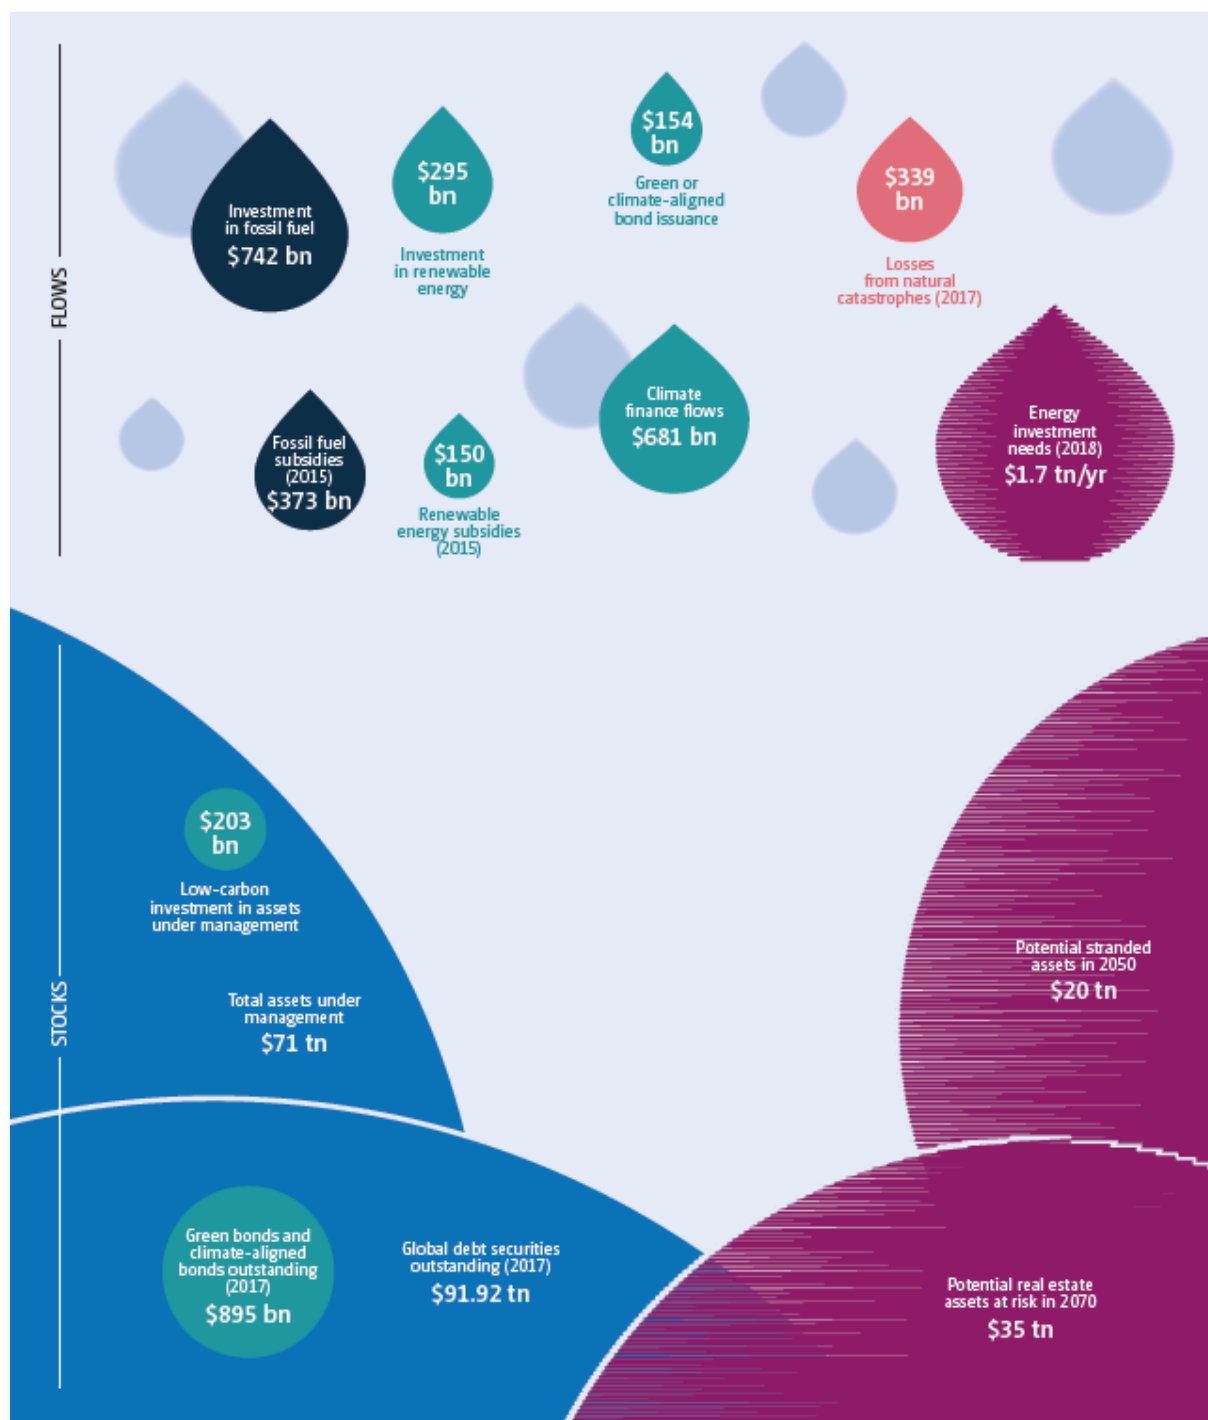 FLOWS
Investment
in fossil fuel
$742 bn
$295
bn
Investment
in renewable
energy
$154
bn
Green or
climate-aligned
bond issuance
$339
bn
Losses
from natural
catastrophes (2017)
Fossil fuel
subsidies
(2015)
$373 bn
$150
bn
Renewable
energy subsidies
(2015)
Climate
finance flows
$681 bn
Energy
investment
needs (2018)
$1.7 tn/yr
STOCKS
$203
bn
Low-carbon
investment in assets
under management
Total assets under
management
$71 tn
Potential stranded
assets in 2050
$20 tn
Green bonds and
climate-aligned
bonds outstanding
(2017)
$895 bn
Global debt securities
outstanding (2017)
$91.92 tn
Potential real estate
assets at risk in 2070
$35 tn